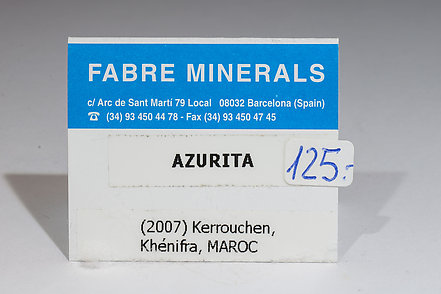 FABRE MINERALS
c/ Arc de Sant Martí 79 Local 08032 Barcelona (Spain)
☎ (34) 93 450 44 78 - Fax (34) 93 450 47 45
AZURITA
125.-
(2007) Kerrouchen,
Khénifra, MAROC